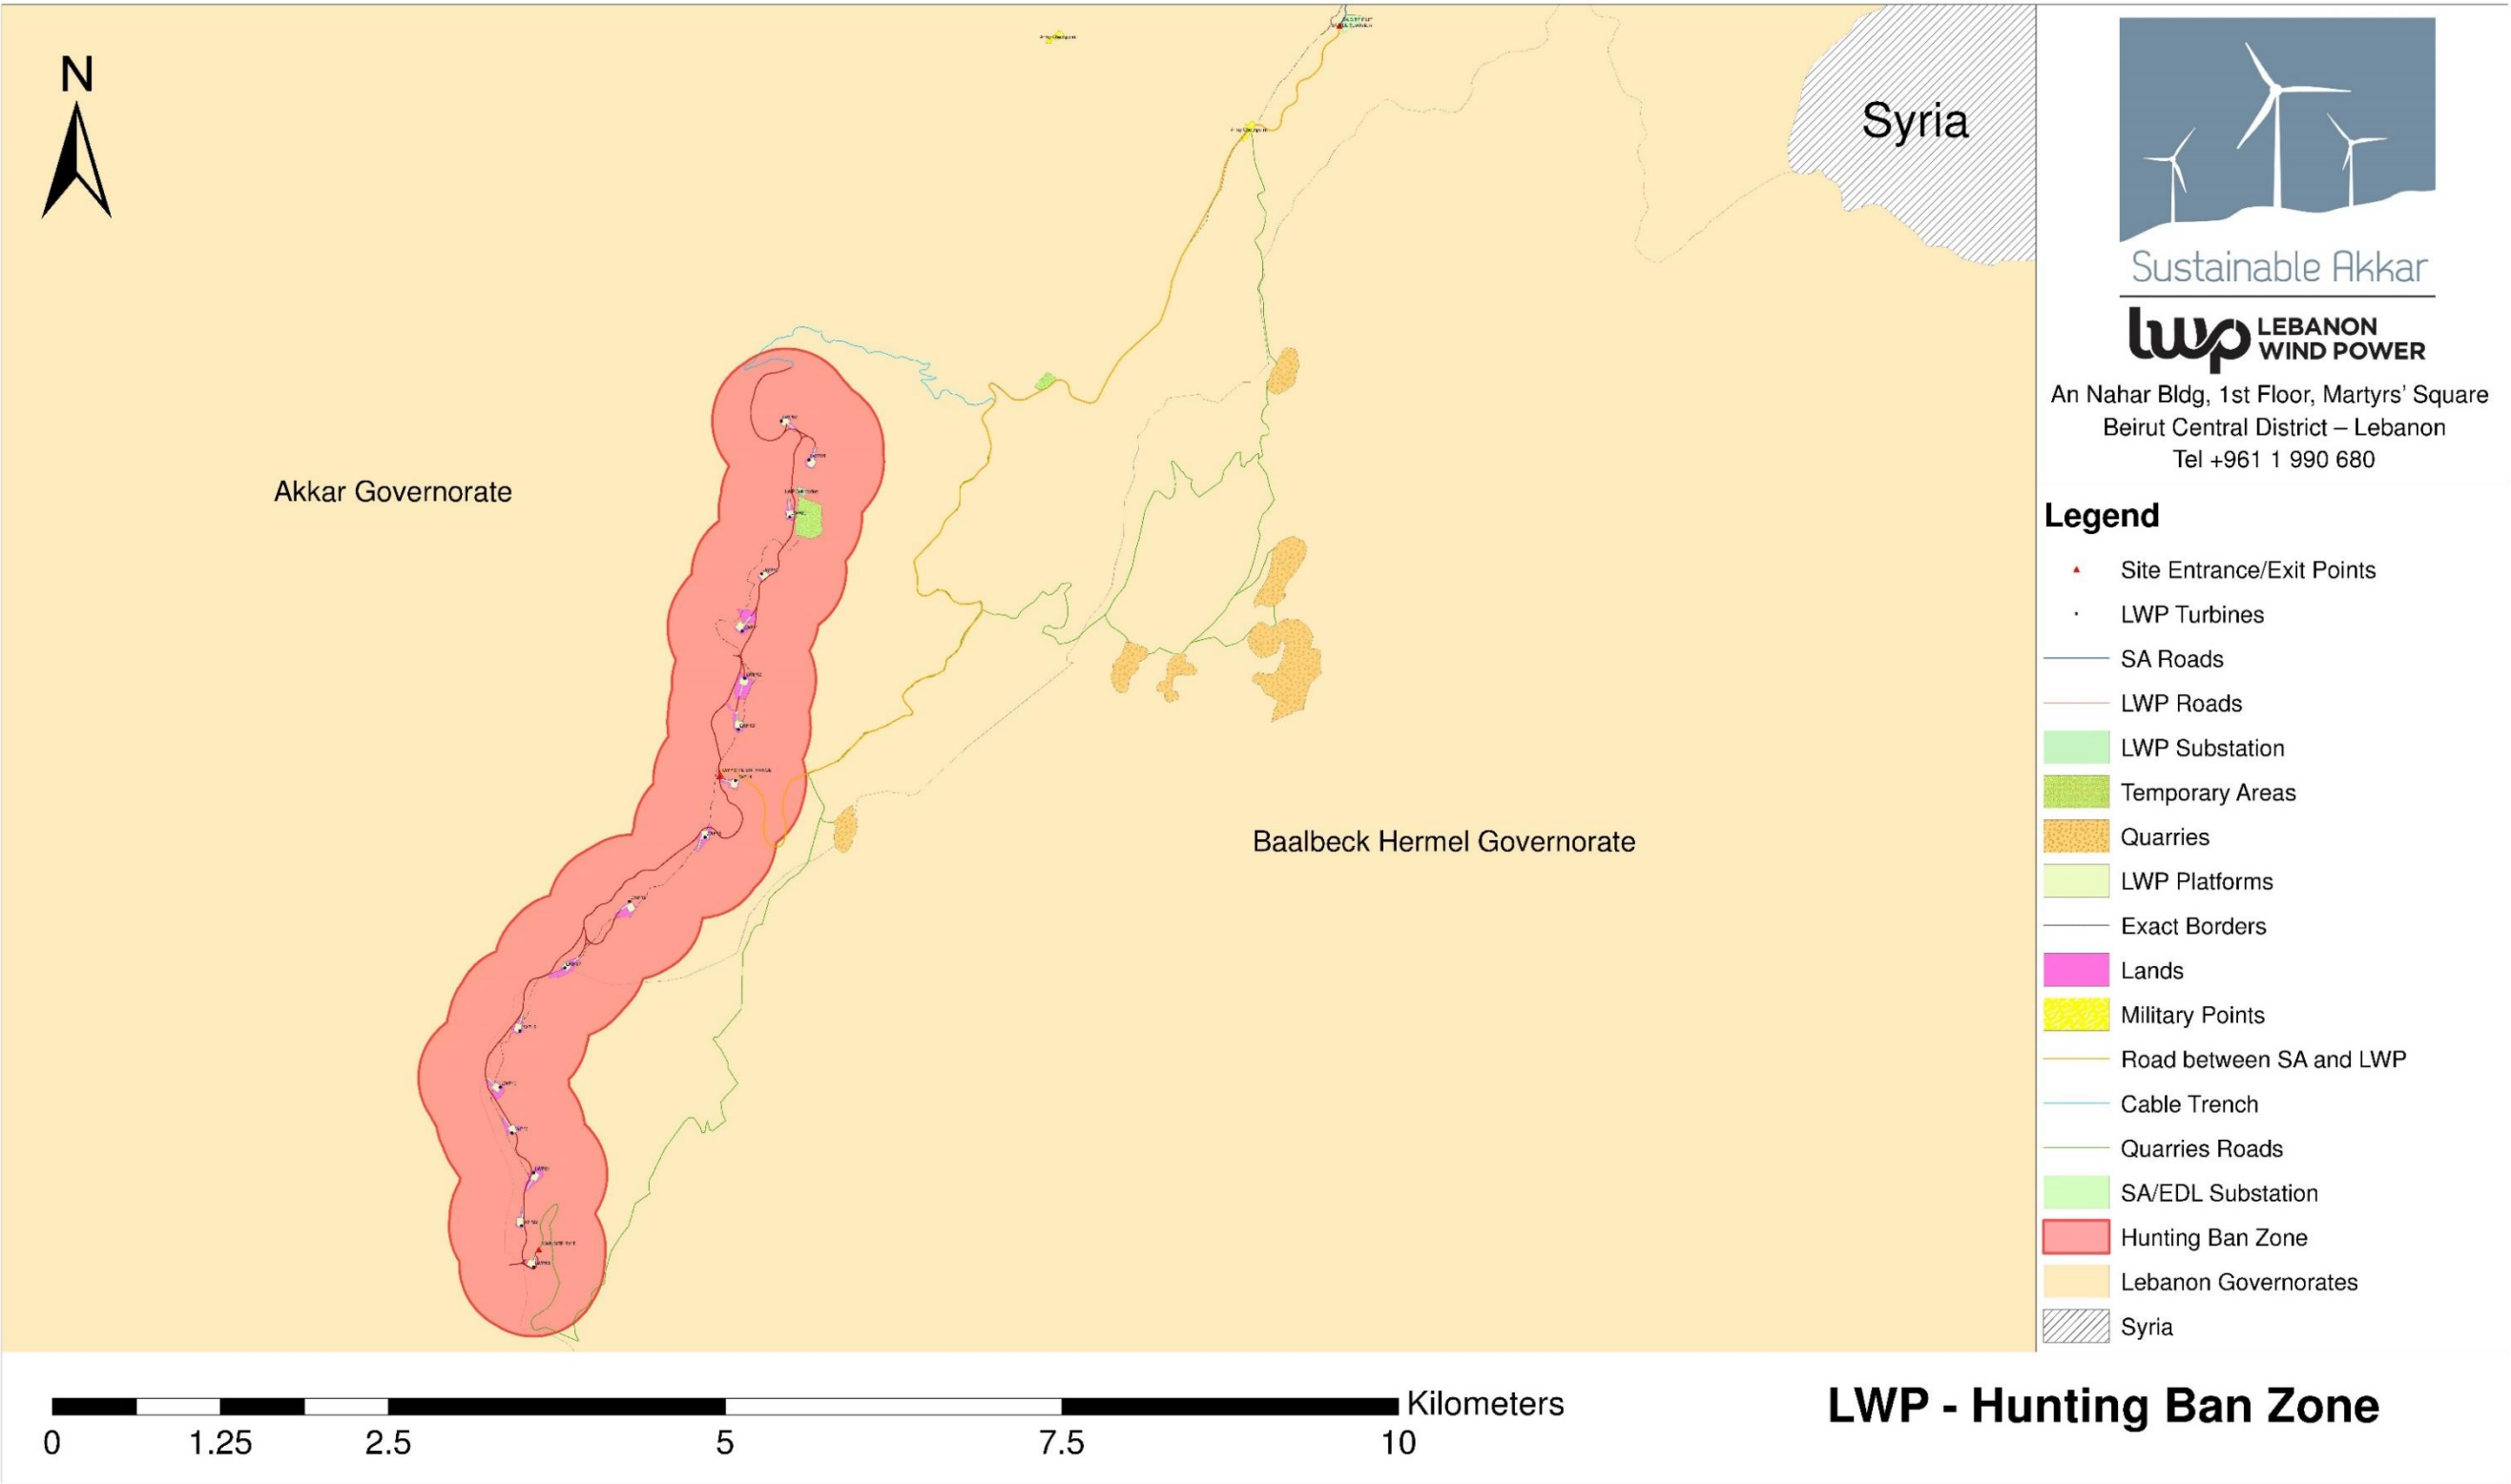 N
Syria
Akkar Governorate
Baalbeck Hermel Governorate
Sustainable Akkar
lwp LEBANON
WIND POWER
An Nahar Bldg, 1st Floor, Martyrs’ Square
Beirut Central District – Lebanon
Tel +961 1 990 680
Legend
Site Entrance/Exit Points
LWP Turbines
SA Roads
LWP Roads
LWP Substation
Temporary Areas
Quarries
LWP Platforms
Exact Borders
Lands
Military Points
Road between SA and LWP
Cable Trench
Quarries Roads
SA/EDL Substation
Hunting Ban Zone
Lebanon Governorates
Syria
Kilometers
0 1.25 2.5 5 7.5 10
LWP - Hunting Ban Zone